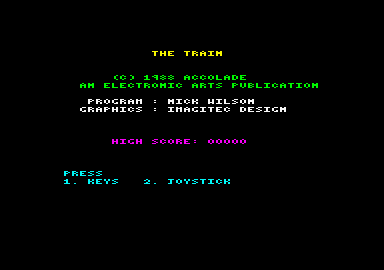 THE TRAIN
(C) 1988 ACCOLADE
AN ELECTRONIC ARTS PUBLICATION
PROGRAM : NICK WILSON
GRAPHICS : IMAGITEC DESIGN
HIGH SCORE: 00000
PRESS
1. KEYS 2. JOYSTICK